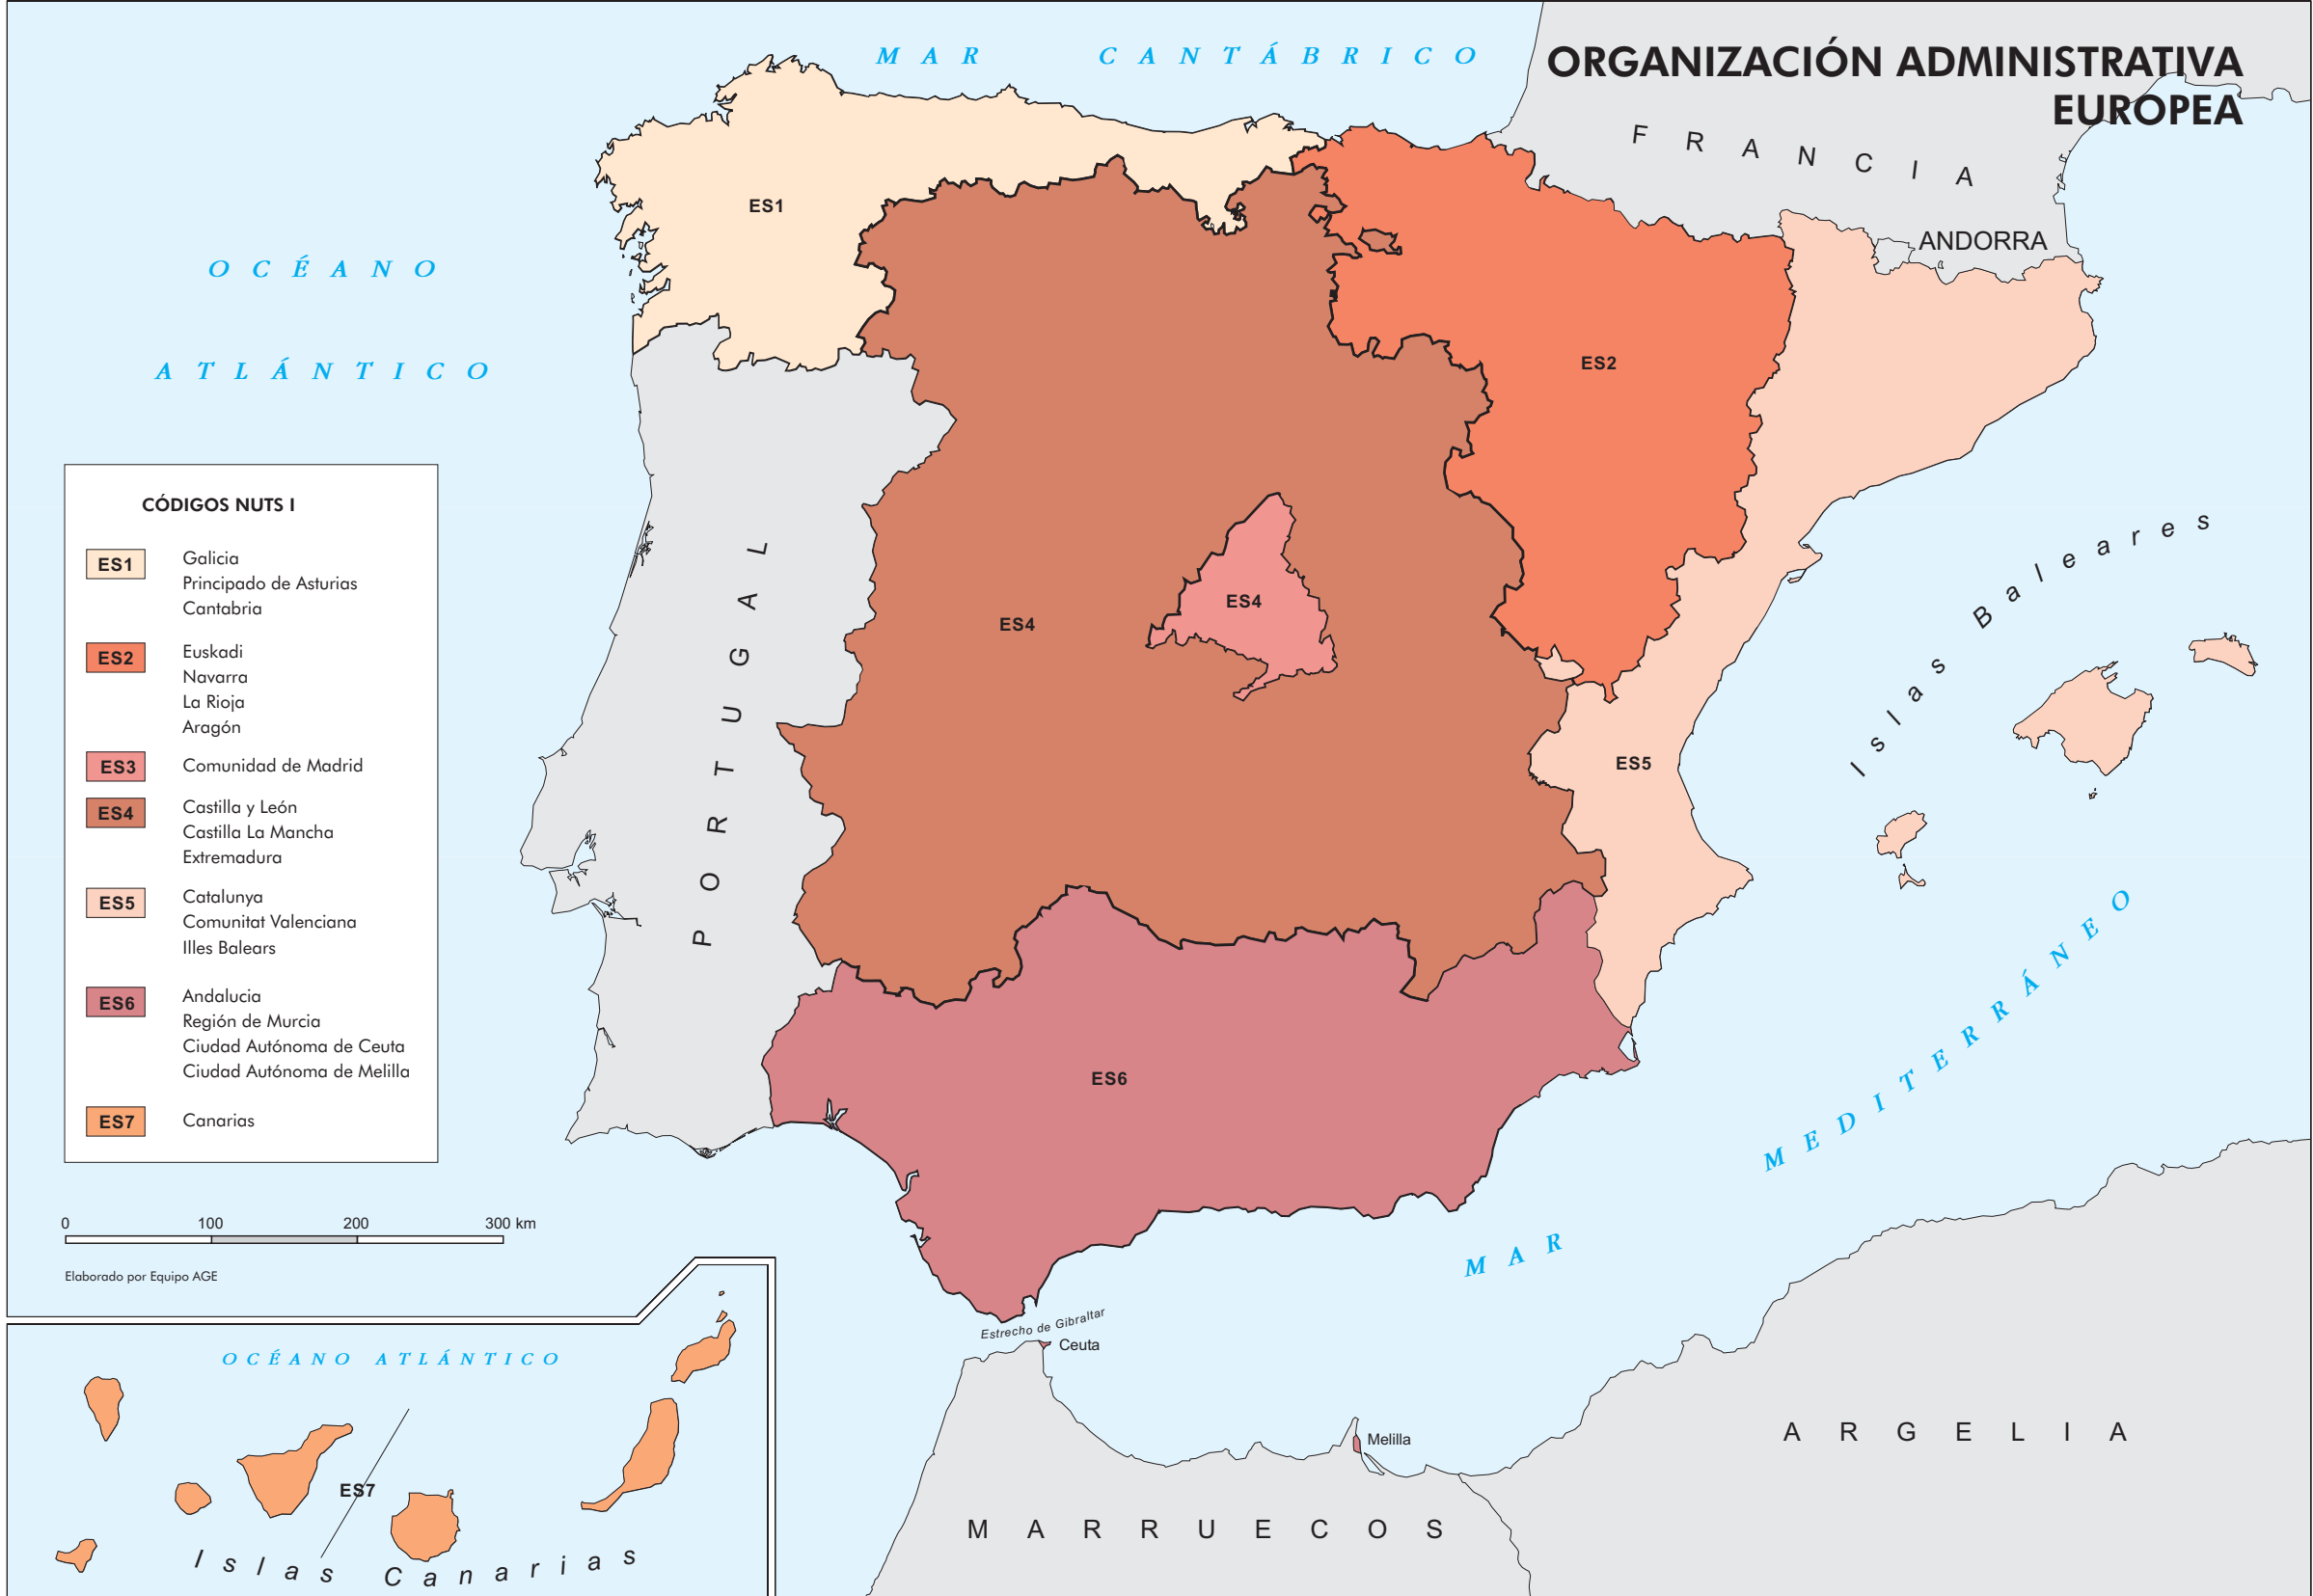 ORGANIZACIÓN ADMINISTRATIVA
EUROPEA
MAR CANTÁBRICO
FRANCIA
ANDORRA
OCÉANO
ATLÁNTICO
ES1
ES2
ES4
ES4
ES5
ES6
PORTUGAL
Islas Baleares
MAR MEDITERRÁNEO
CÓDIGOS NUTS I
ES1 Galicia
Principado de Asturias
Cantabria
ES2 Euskadi
Navarra
La Rioja
Aragón
ES3 Comunidad de Madrid
ES4 Castilla y León
Castilla La Mancha
Extremadura
ES5 Catalunya
Comunitat Valenciana
Illes Balears
ES6 Andalucia
Región de Murcia
Ciudad Autónoma de Ceuta
Ciudad Autónoma de Melilla
ES7 Canarias
0 100 200 300 km
Elaborado por Equipo AGE
Estrecho de Gibraltar
Ceuta
Melilla
MARRUECOS
ARGELIA
OCÉANO ATLÁNTICO
ES7
Islas Canarias